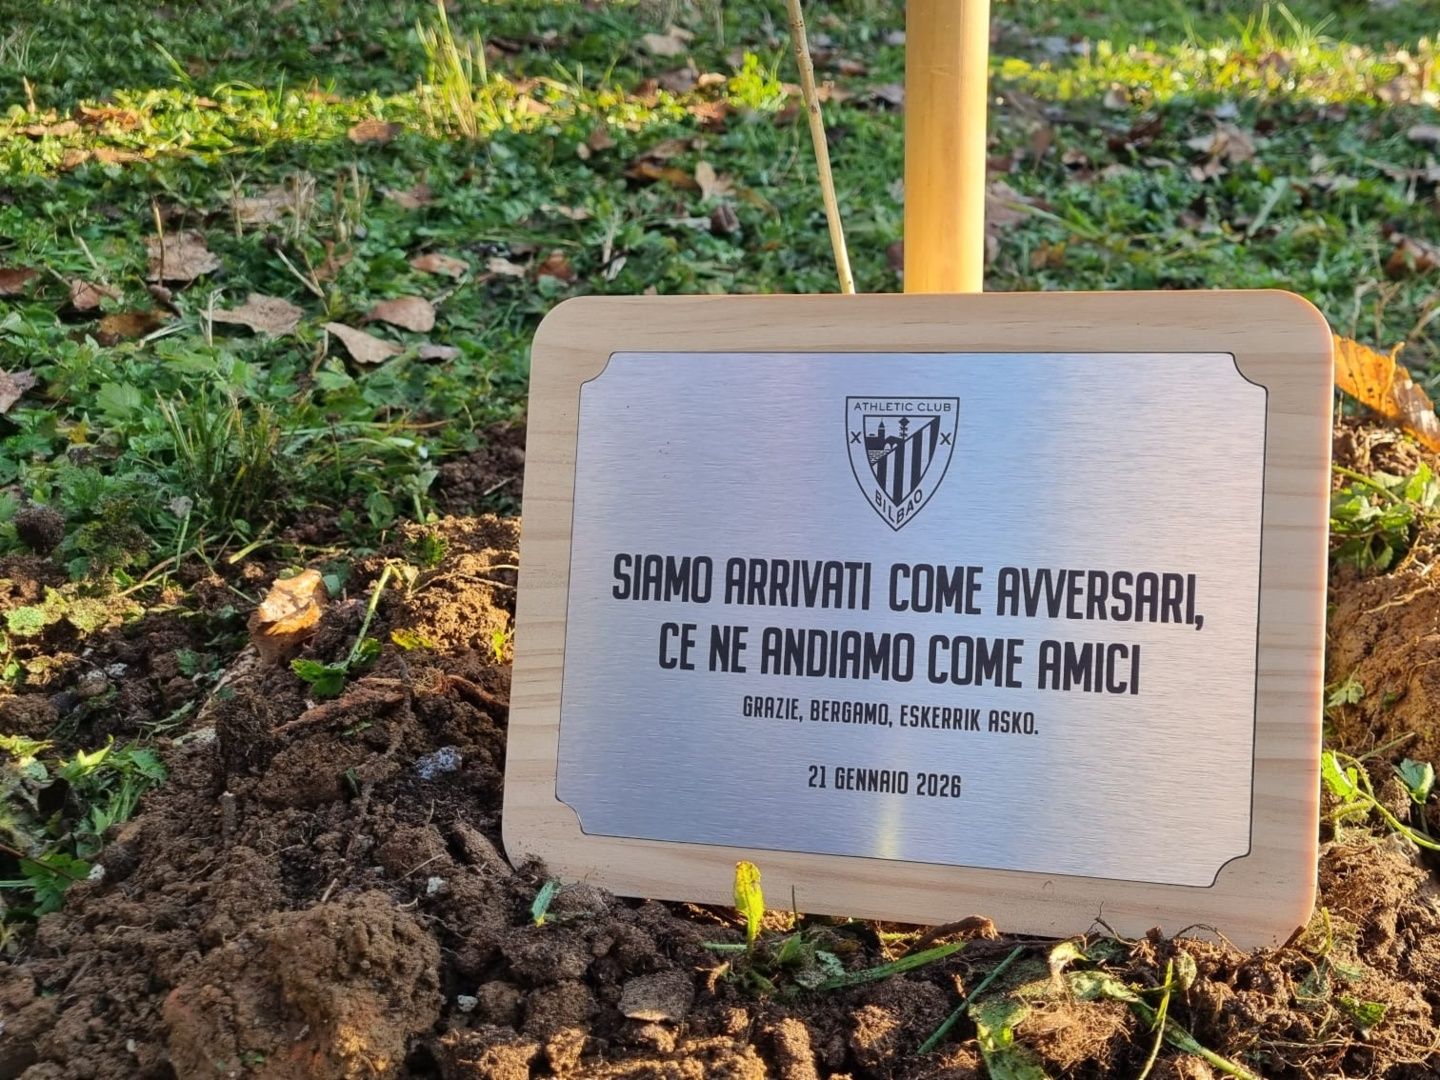 ATHLETIC CLUB
BILBAO
SIAMO ARRIVATI COME AVVERSARI,
CE NE ANDIAMO COME AMICI
GRAZIE, BERGAMO, ESKERRIK ASKO.
21 GENNAIO 2026